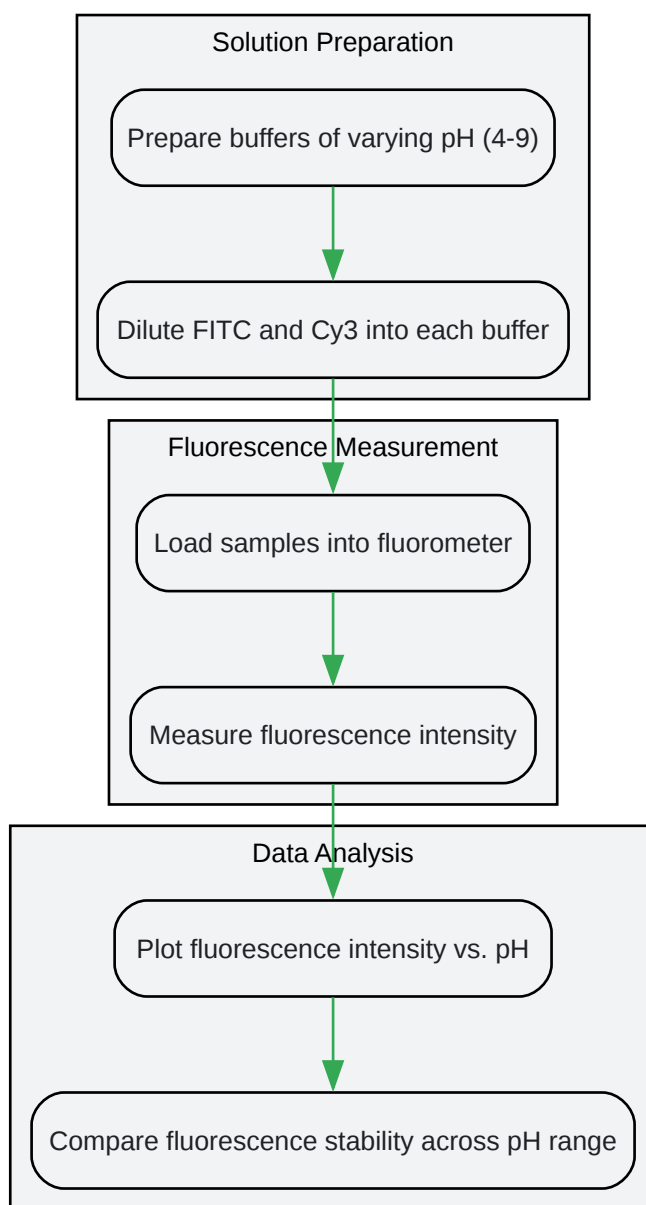 Solution Preparation
Prepare buffers of varying pH (4-9)
Dilute FITC and Cy3 into each buffer
Fluorescence Measurement
Load samples into fluorometer
Measure fluorescence intensity
Data Analysis
Plot fluorescence intensity vs. pH
Compare fluorescence stability across pH range